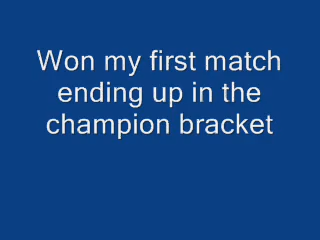 Won my first match
ending up in the
champion bracket